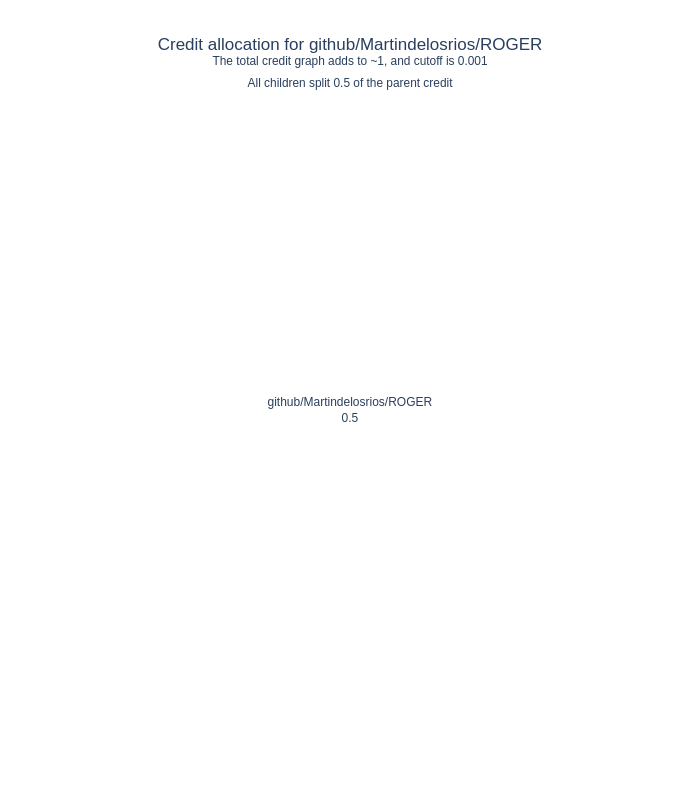 Credit allocation for github/Martindelosrios/ROGER
The total credit graph adds to ~1, and cutoff is 0.001
All children split 0.5 of the parent credit
github/Martindelosrios/ROGER
0.5